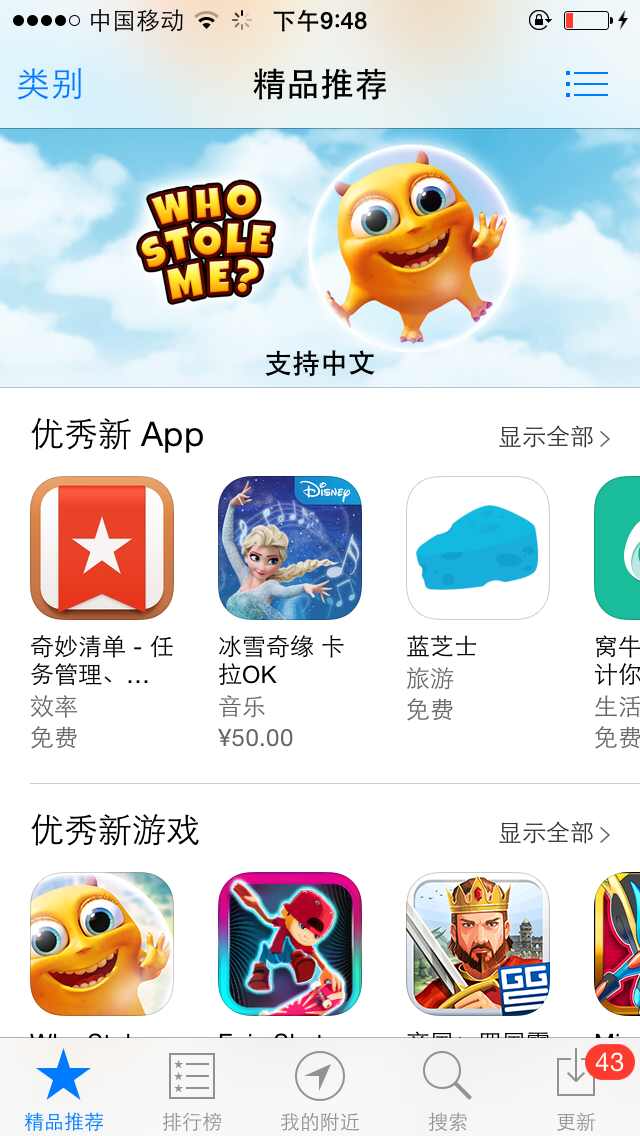 中国移动 下午9:48
类别 精品推荐
WHO
STOLE
ME?
支持中文
优秀新 App 显示全部
Disney
奇妙清单 - 任
务管理、...
效率
免费
冰雪奇缘 卡
拉OK
音乐
¥50.00
蓝芝士
旅游
免费
窝牛
计你
生活
免费
优秀新游戏 显示全部
GG
精品推荐 排行榜 我的附近 搜索 更新
43